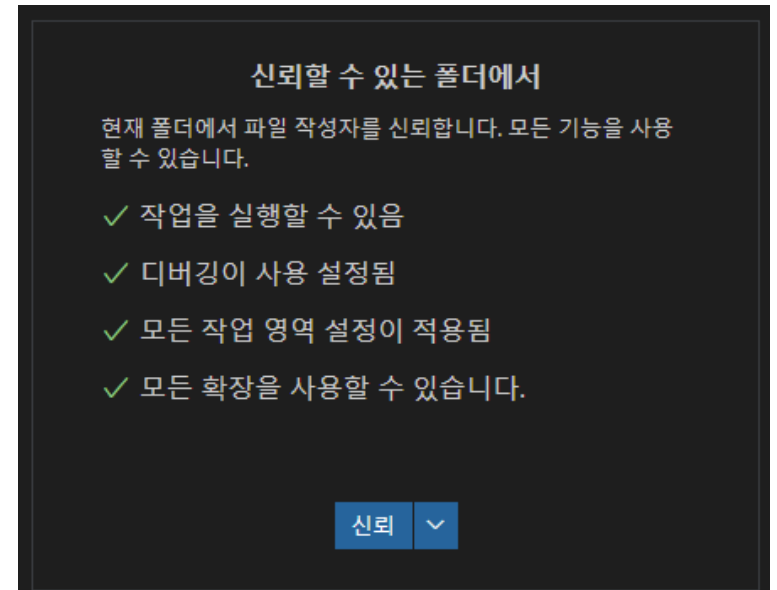 신뢰할 수 있는 폴더에서
현재 폴더에서 파일 작성자를 신뢰합니다. 모든 기능을 사용
할 수 있습니다.
작업을 실행할 수 있음
디버깅이 사용 설정됨
모든 작업 영역 설정이 적용됨
모든 확장을 사용할 수 있습니다.
신뢰